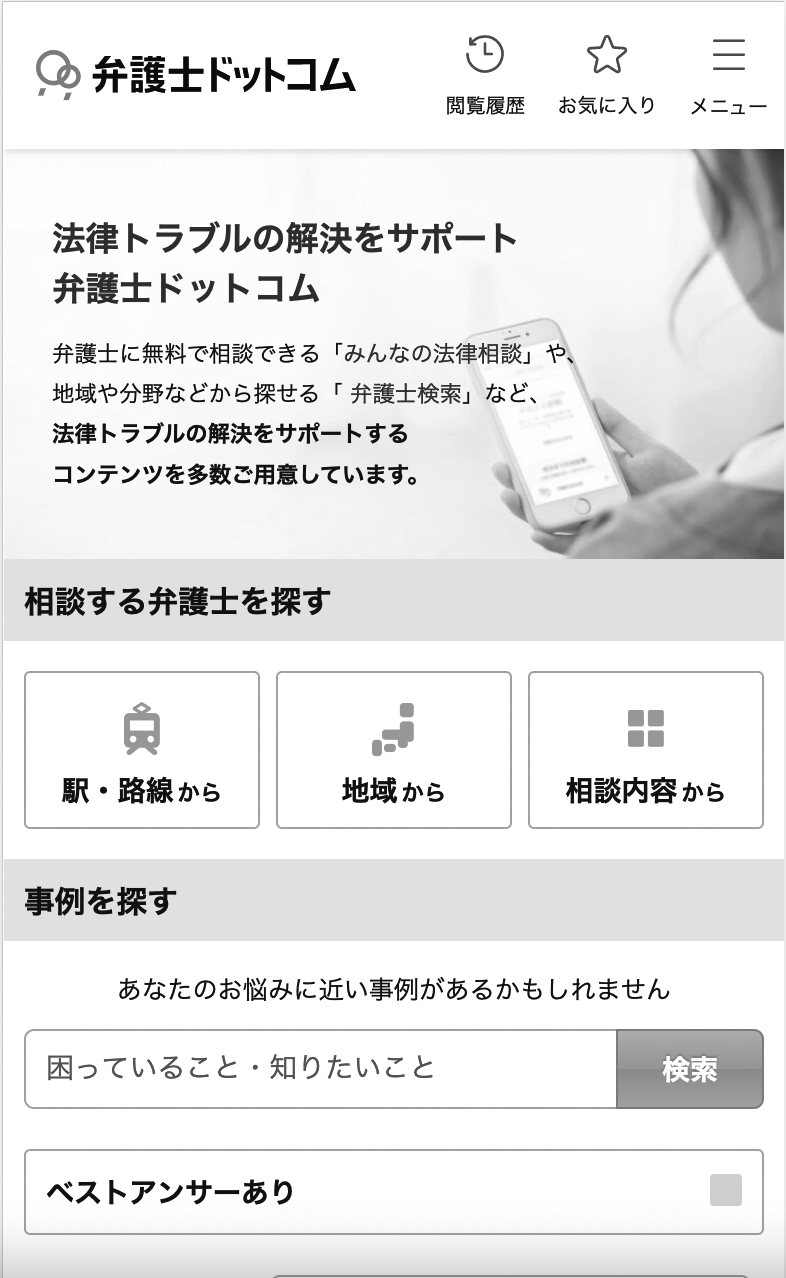 弁護士ドットコム
閲覧履歴
お気に入り
メニュー
法律トラブルの解決をサポート
弁護士ドットコム
弁護士に無料で相談できる「みんなの法律相談」や、
地域や分野などから探せる「 弁護士検索」など、
法律トラブルの解決をサポートする
コンテンツを多数ご用意しています。
相談する弁護士を探す
駅・路線から
地域から
相談内容から
事例を探す
あなたのお悩みに近い事例があるかもしれません
困っていること・知りたいこと
検索
ベストアンサーあり